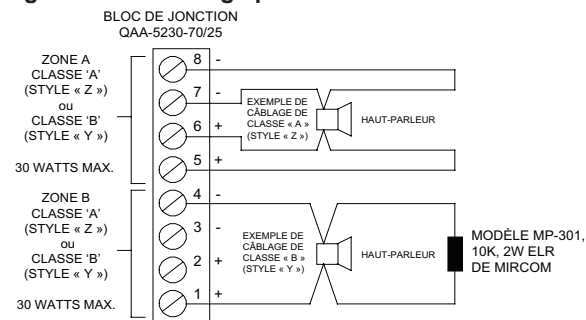 BLOC DE JONCTION
QAA-5230-70/25
ZONE A
CLASSE ‘A’
(STYLE « Z »)
ou
CLASSE ‘B’
(STYLE « Y »)
30 WATTS MAX.
8 -
7 -
6 +
5 +
EXEMPLE DE
CÂBLAGE DE
CLASSE « A »
(STYLE « Z »)
HAUT-PARLEUR
ZONE B
CLASSE ‘A’
(STYLE « Z »)
ou
CLASSE ‘B’
(STYLE « Y »)
30 WATTS MAX.
4 -
3 -
2 +
1 +
EXEMPLE DE
CÂBLAGE DE
CLASSE « B »
(STYLE « Y »)
HAUT-PARLEUR
MODÈLE MP-301,
10K, 2W ELR
DE MIRCOM